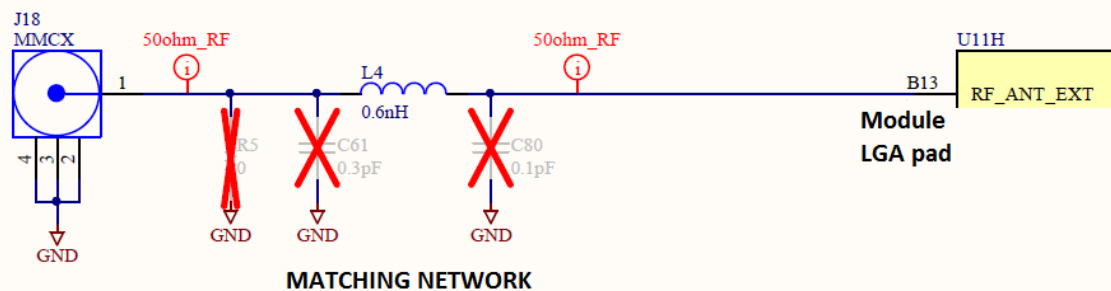 J18
MMCX
1
4
3
2
GND
50ohm_RF
i
R5
0
GND
C61
0.3pF
GND
L4
0.6nH
C80
0.1pF
GND
50ohm_RF
i
B13
U11H
RF_ANT_EXT
Module
LGA pad
MATCHING NETWORK